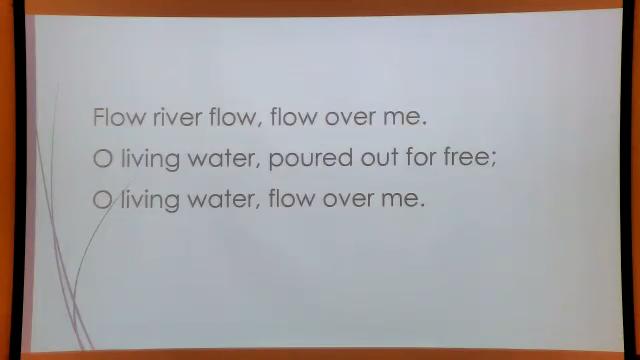 Flow river flow, flow over me.
O living water, poured out for free;
O living water, flow over me.